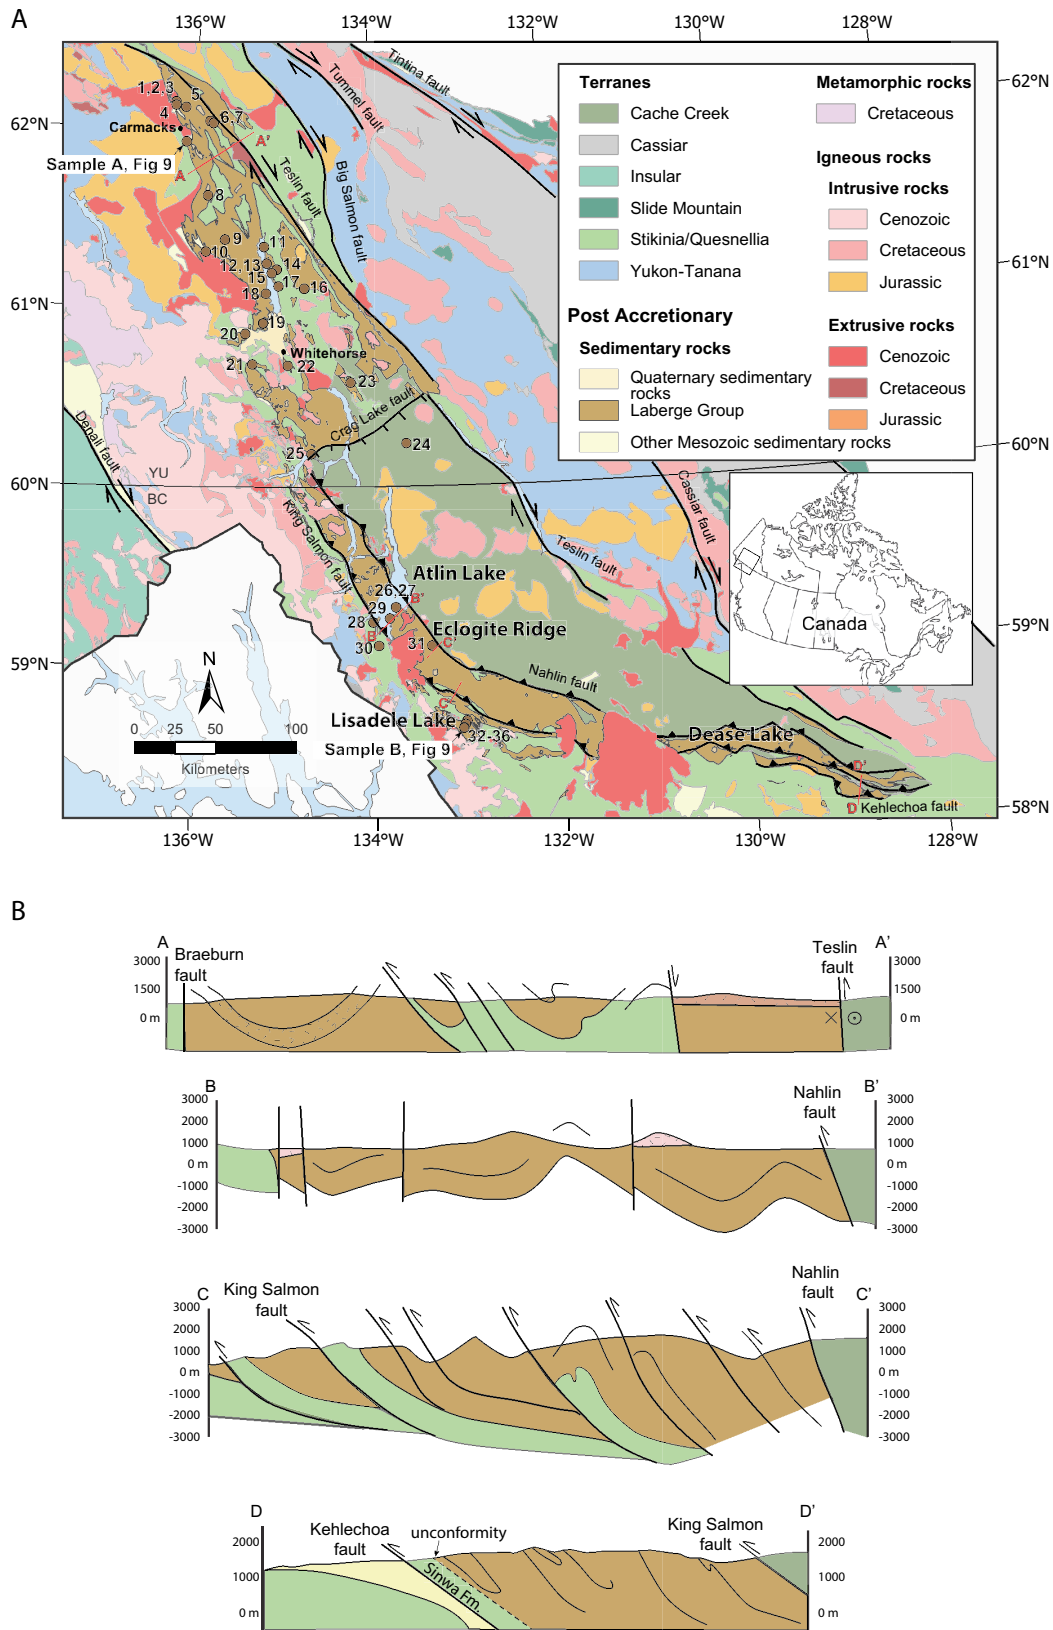 A
136°W
134°W
132°W
130°W
128°W
62°N
61°N
60°N
59°N
58°N
62°N
61°N
60°N
59°N
136°W
134°W
132°W
130°W
128°W
Terranes
Cache Creek
Cassiar
Insular
Slide Mountain
Stikinia/Quesnellia
Yukon-Tanana
Post Accretionary
Sedimentary rocks
Quaternary sedimentary
rocks
Laberge Group
Other Mesozoic sedimentary rocks
Metamorphic rocks
Cretaceous
Igneous rocks
Intrusive rocks
Cenozoic
Cretaceous
Jurassic
Extrusive rocks
Cenozoic
Cretaceous
Jurassic
Tintina fault
Tummel fault
Big Salmon fault
Teslin fault
1,2,3
5
4
6,7
Carmacks
A'
Sample A, Fig 9
A
8
9
10
11
12,13
14
15
16
17
18
19
20
Whitehorse
21
22
23
Crag Lake fault
24
25
Denali fault
YU
BC
King Salmon fault
Cassiar fault
Teslin fault
Atlin Lake
26,27
B'
29
28
B
30
Eclogite Ridge
31
C'
Nahlin fault
C
Lisadele Lake
32-36
Sample B, Fig 9
Dease Lake
D'
D
Kehlechoa fault
N
0
25
50
100
Kilometers
Canada
B
A
Braeburn
fault
Teslin
fault
A'
3000
1500
0 m
3000
1500
0 m
B
Nahlin
fault
B'
3000
2000
1000
0 m
-1000
-2000
-3000
3000
2000
1000
0 m
-1000
-2000
-3000
C
King Salmon
fault
Nahlin
fault
C'
3000
2000
1000
0 m
-1000
-2000
-3000
3000
2000
1000
0 m
-1000
-2000
-3000
D
Kehlechoa
fault
unconformity
Sinwa Fm.
King Salmon
fault
D'
2000
1000
0 m
2000
1000
0 m